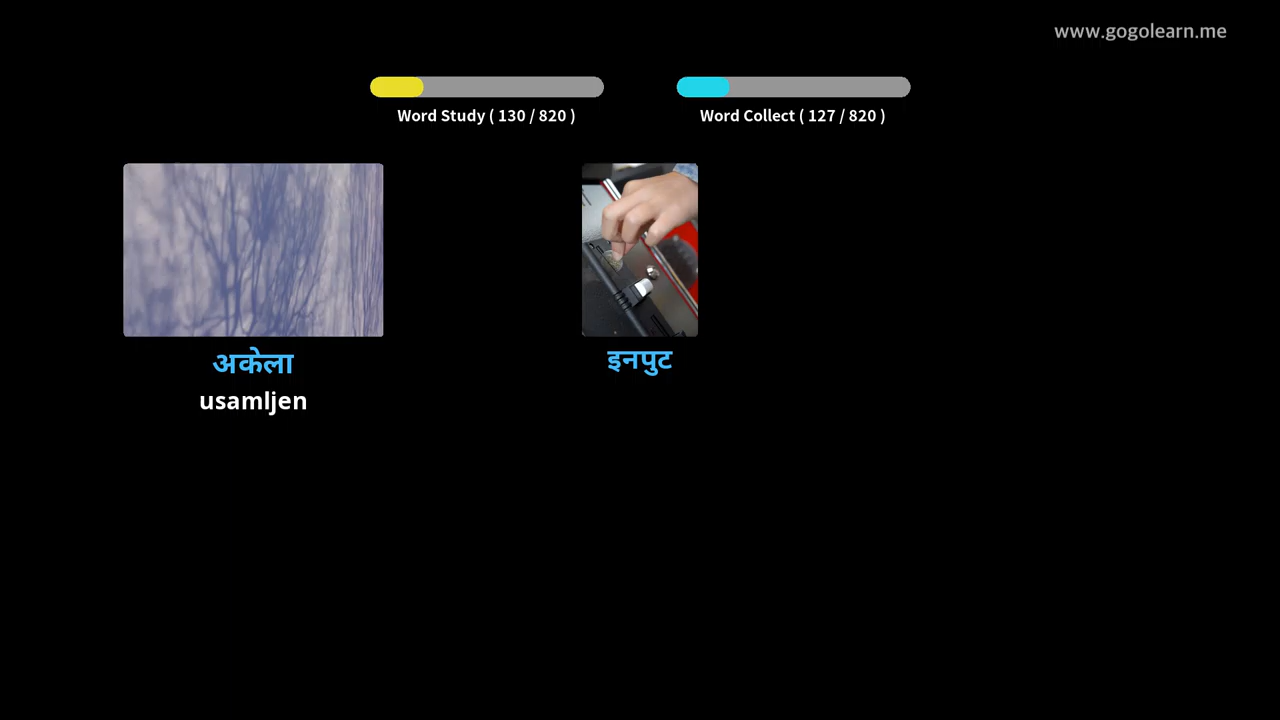 www.gogolearn.me
Word Study ( 130 / 820 )
Word Collect ( 127 / 820 )
अकेला
usamljen
इनपुट